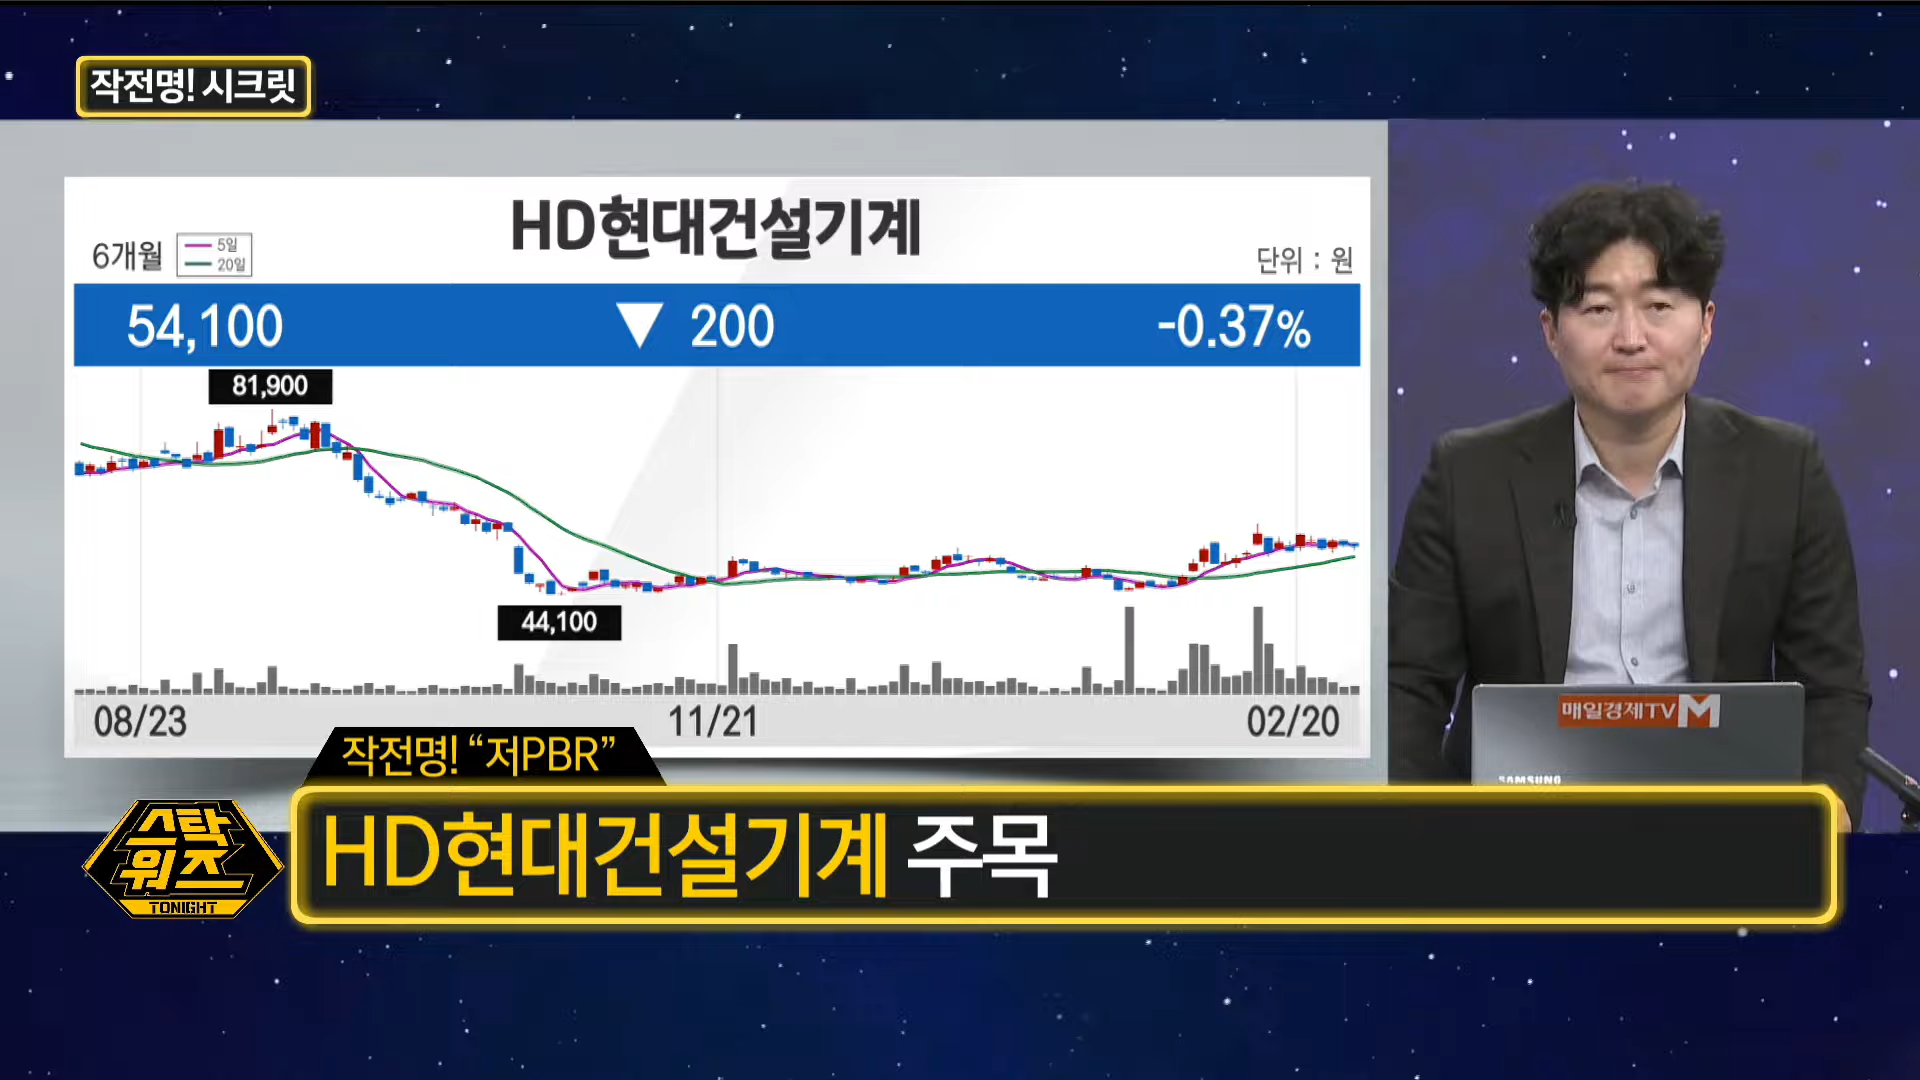 작전명! 시크릿
HD현대건설기계
6개월
5일
20일
단위 : 원
54,100 ▼ 200 -0.37%
81,900
44,100
08/23 11/21 02/20
매일경제TV M
SAMSUNG
작전명! “저PBR”
스탁
워즈
TONIGHT
HD현대건설기계 주목